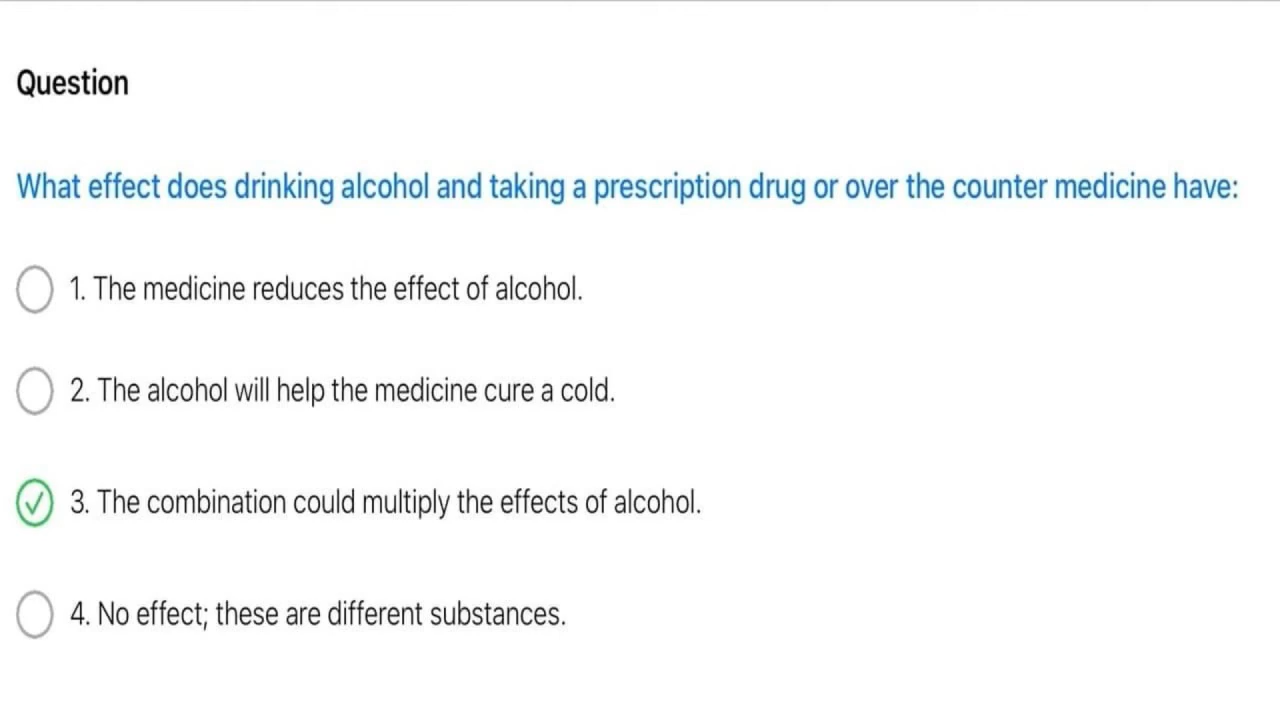 Question
What effect does drinking alcohol and taking a prescription drug or over the counter medicine have:
1. The medicine reduces the effect of alcohol.
2. The alcohol will help the medicine cure a cold.
3. The combination could multiply the effects of alcohol.
4. No effect; these are different substances.